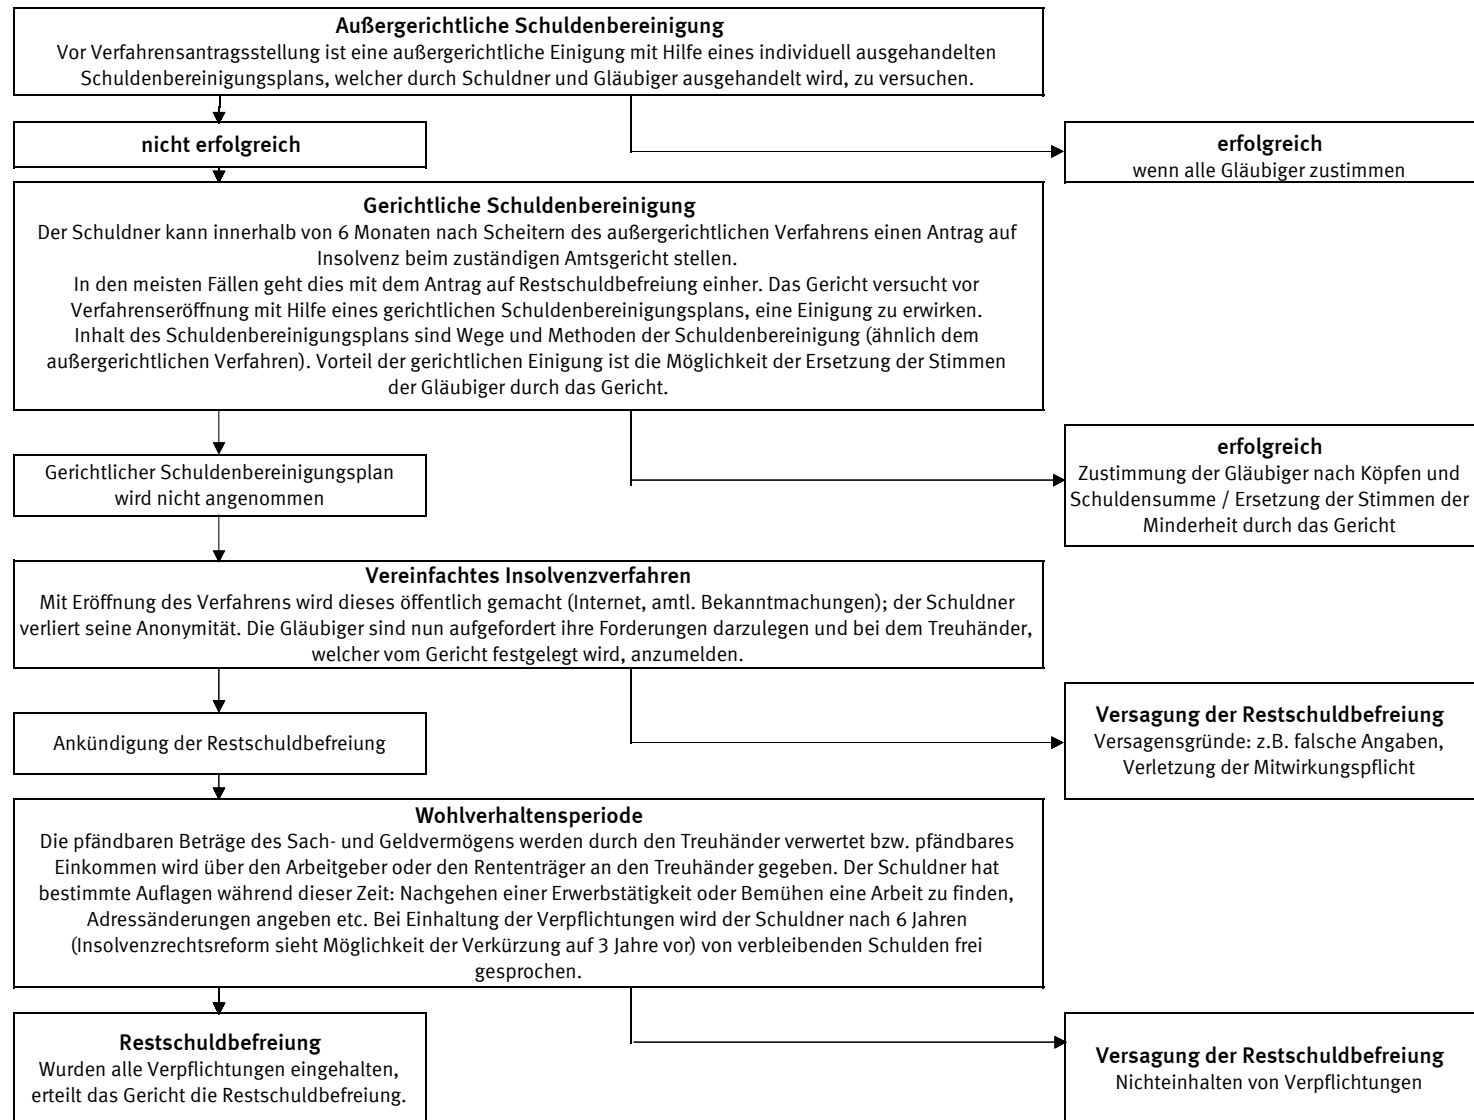 Außergerichtliche Schuldenbereinigung
Vor Verfahrensantragsstellung ist eine außergerichtliche Einigung mit Hilfe eines individuell ausgehandelten
Schuldenbereinigungsplans, welcher durch Schuldner und Gläubiger ausgehandelt wird, zu versuchen.
nicht erfolgreich
erfolgreich
wenn alle Gläubiger zustimmen
Gerichtliche Schuldenbereinigung
Der Schuldner kann innerhalb von 6 Monaten nach Scheitern des außergerichtlichen Verfahrens einen Antrag auf
Insolvenz beim zuständigen Amtsgericht stellen.
In den meisten Fällen geht dies mit dem Antrag auf Restschuldbefreiung einher. Das Gericht versucht vor
Verfahrenseröffnung mit Hilfe eines gerichtlichen Schuldenbereinigungsplans, eine Einigung zu erwirken.
Inhalt des Schuldenbereinigungsplans sind Wege und Methoden der Schuldenbereinigung (ähnlich dem
außergerichtlichen Verfahren). Vorteil der gerichtlichen Einigung ist die Möglichkeit der Ersetzung der Stimmen
der Gläubiger durch das Gericht.
Gerichtlicher Schuldenbereinigungsplan
wird nicht angenommen
erfolgreich
Zustimmung der Gläubiger nach Köpfen und
Schuldensumme / Ersetzung der Stimmen der
Minderheit durch das Gericht
Vereinfachtes Insolvenzverfahren
Mit Eröffnung des Verfahrens wird dieses öffentlich gemacht (Internet, amtl. Bekanntmachungen); der Schuldner
verliert seine Anonymität. Die Gläubiger sind nun aufgefordert ihre Forderungen darzulegen und bei dem Treuhänder,
welcher vom Gericht festgelegt wird, anzumelden.
Ankündigung der Restschuldbefreiung
Versagung der Restschuldbefreiung
Versagensgründe: z.B. falsche Angaben,
Verletzung der Mitwirkungspflicht
Wohlverhaltensperiode
Die pfändbaren Beträge des Sach- und Geldvermögens werden durch den Treuhänder verwertet bzw. pfändbares
Einkommen wird über den Arbeitgeber oder den Rententräger an den Treuhänder gegeben. Der Schuldner hat
bestimmte Auflagen während dieser Zeit: Nachgehen einer Erwerbstätigkeit oder Bemühen eine Arbeit zu finden,
Adressänderungen angeben etc. Bei Einhaltung der Verpflichtungen wird der Schuldner nach 6 Jahren
(Insolvenzrechtsreform sieht Möglichkeit der Verkürzung auf 3 Jahre vor) von verbleibenden Schulden frei
gesprochen.
Restschuldbefreiung
Wurden alle Verpflichtungen eingehalten,
erteilt das Gericht die Restschuldbefreiung.
Versagung der Restschuldbefreiung
Nichteinhalten von Verpflichtungen